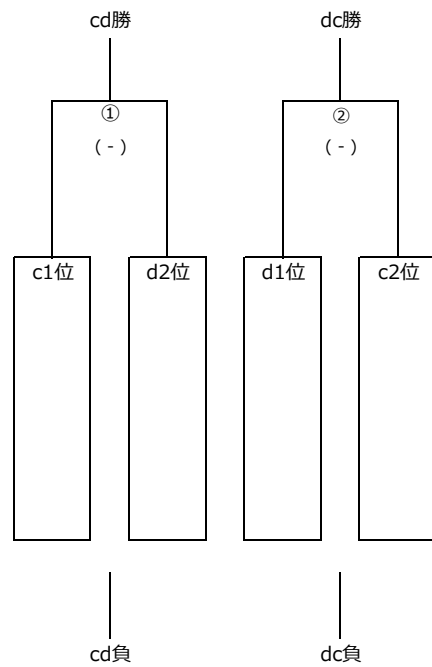 cd勝 dc勝
① ②
( - ) ( - )
c1位 d2位 d1位 c2位
cd負 dc負